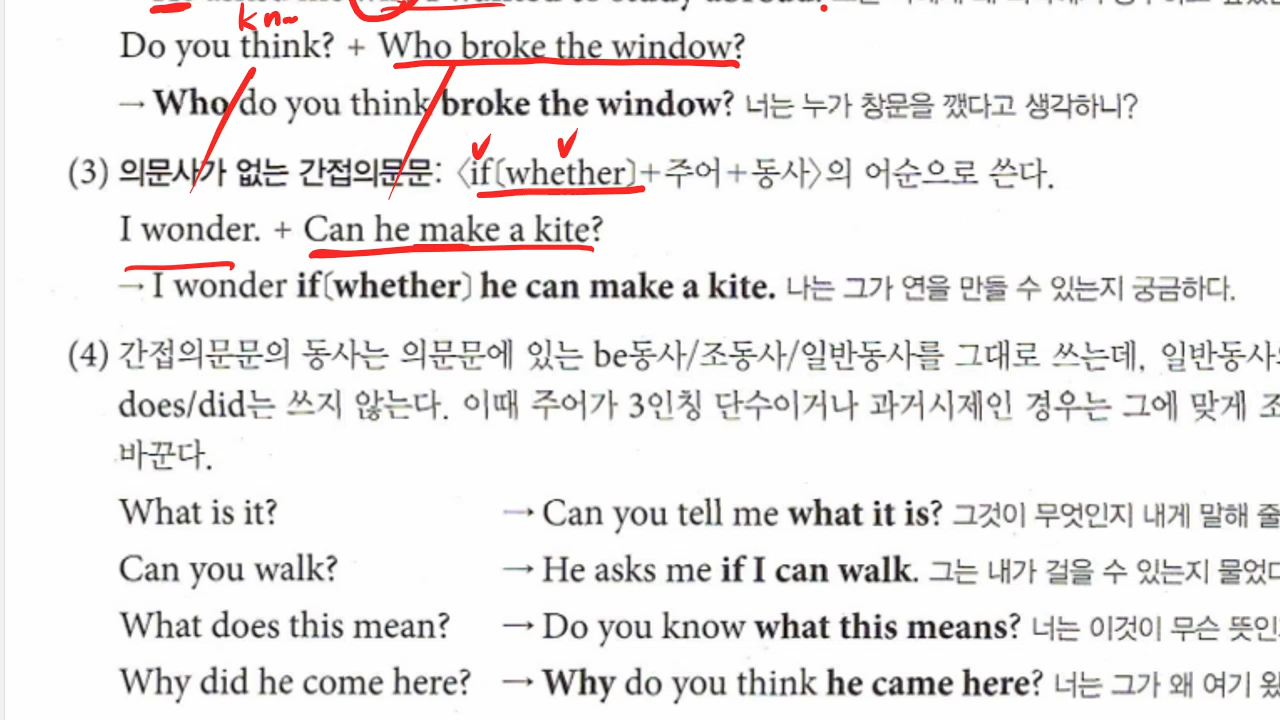 kn
Do you think? + Who broke the window?
→ Who do you think broke the window? 너는 누가 창문을 깼다고 생각하니?
(3) 의문사가 없는 간접의문문: 〈if〔whether〕+주어+동사〉의 어순으로 쓴다.
I wonder. + Can he make a kite?
→ I wonder if〔whether〕 he can make a kite. 나는 그가 연을 만들 수 있는지 궁금하다.
(4) 간접의문문의 동사는 의문문에 있는 be동사/조동사/일반동사를 그대로 쓰는데, 일반동사
does/did는 쓰지 않는다. 이때 주어가 3인칭 단수이거나 과거시제인 경우는 그에 맞게
바꾼다.
What is it? → Can you tell me what it is? 그것이 무엇인지 내게 말해 줄
Can you walk? → He asks me if I can walk. 그는 내가 걸을 수 있는지 물었다
What does this mean? → Do you know what this means? 너는 이것이 무슨 뜻인
Why did he come here? → Why do you think he came here? 너는 그가 왜 여기 왔